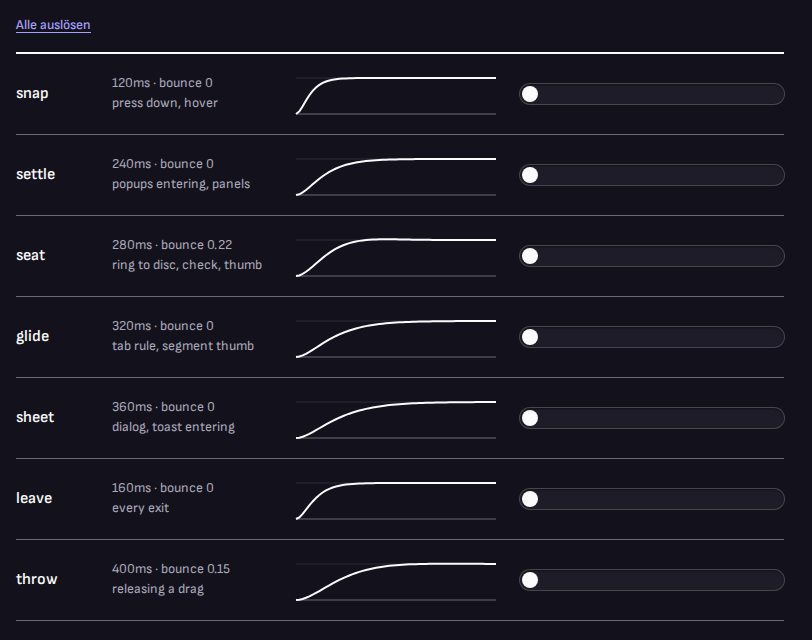 Alle auslösen
snap
120ms · bounce 0
press down, hover
settle
240ms · bounce 0
popups entering, panels
seat
280ms · bounce 0.22
ring to disc, check, thumb
glide
320ms · bounce 0
tab rule, segment thumb
sheet
360ms · bounce 0
dialog, toast entering
leave
160ms · bounce 0
every exit
throw
400ms · bounce 0.15
releasing a drag